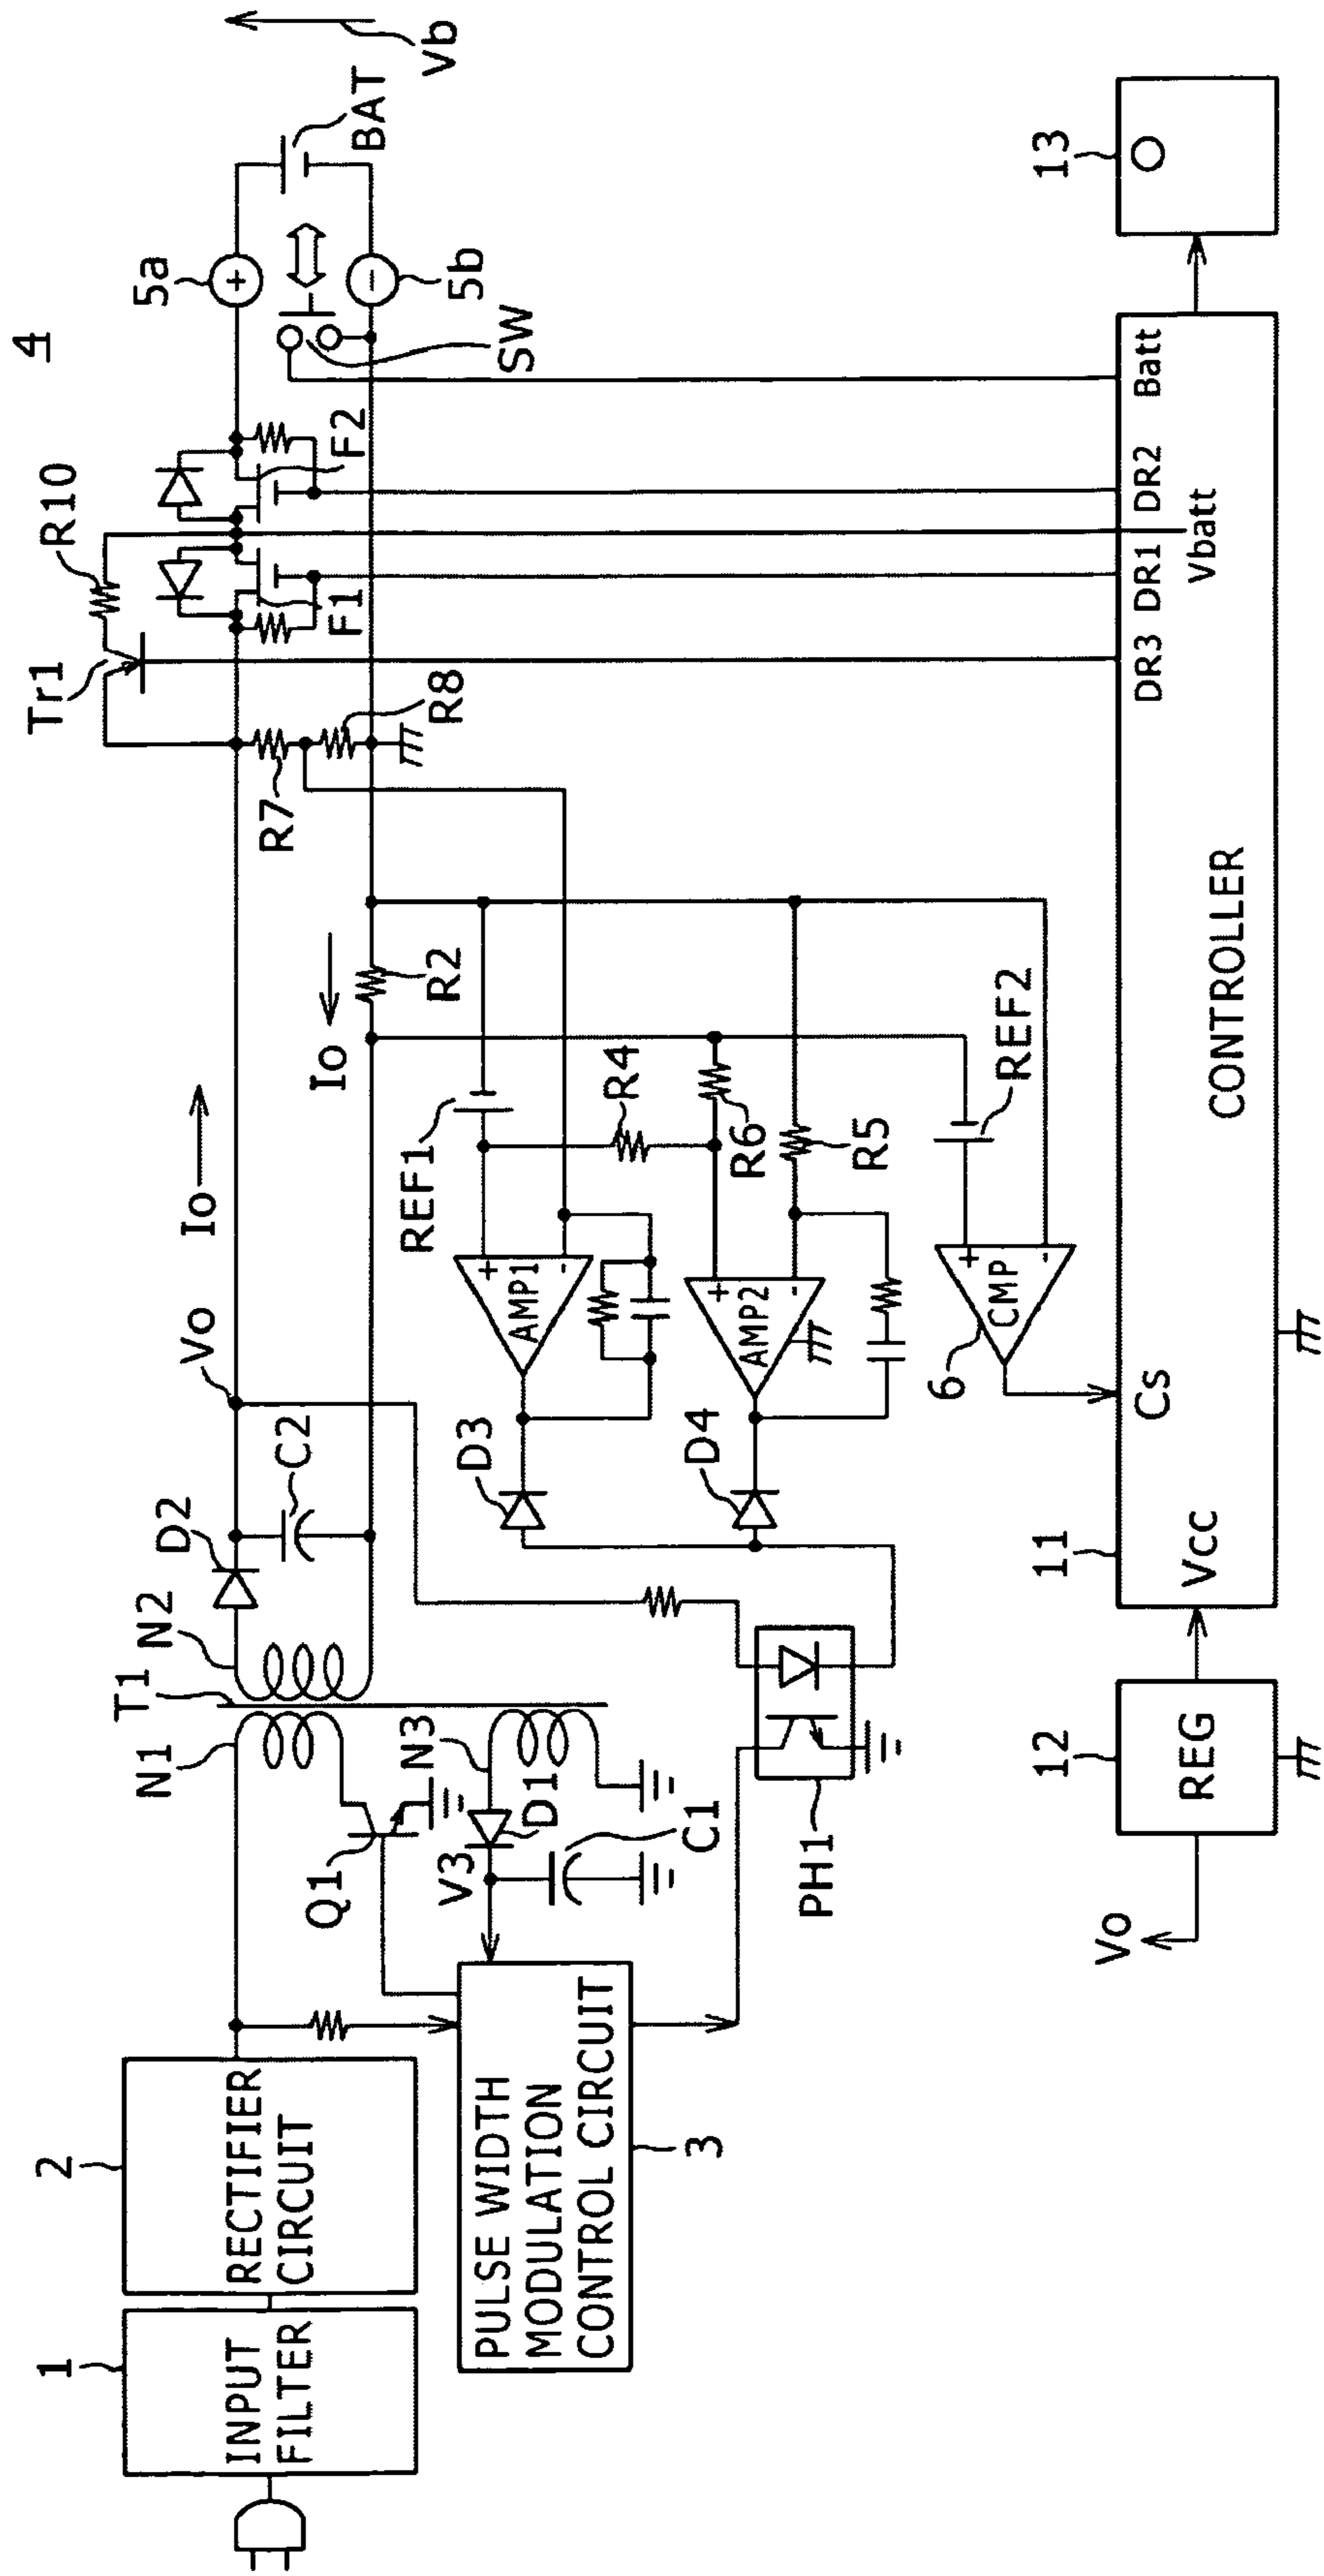 4
1
INPUT
FILTER
2
RECTIFIER
CIRCUIT
PULSE WIDTH
MODULATION
CONTROL CIRCUIT
3
N1
T1
N2
D2
C2
Vo
Io
Io
Q1
N3
D1
V3
C1
PH1
D3
D4
REF1
AMP1
+
-
AMP2
+
-
R4
R6
R5
R2
R7
R8
Tr1
R10
F1
F2
5a
+
5b
-
SW
BAT
Vb
REF2
CMP
+
-
6
Vo
12
REG
11
Vcc
Cs
CONTROLLER
DR3
DR1
Vbatt
DR2
Batt
13